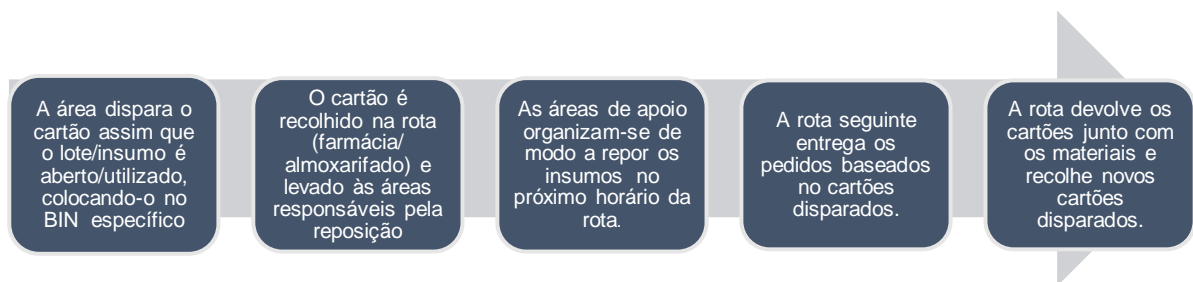 A área dispara o
cartão assim que
o lote/insumo é
aberto/utilizado,
colocando-o no
BIN específico
O cartão é
recolhido na rota
(farmácia/
almoxarifado) e
levado às áreas
responsáveis pela
reposição
As áreas de apoio
organizam-se de
modo a repor os
insumos no
próximo horário da
rota.
A rota seguinte
entrega os
pedidos baseados
no cartões
disparados.
A rota devolve os
cartões junto com
os materiais e
recolhe novos
cartões
disparados.